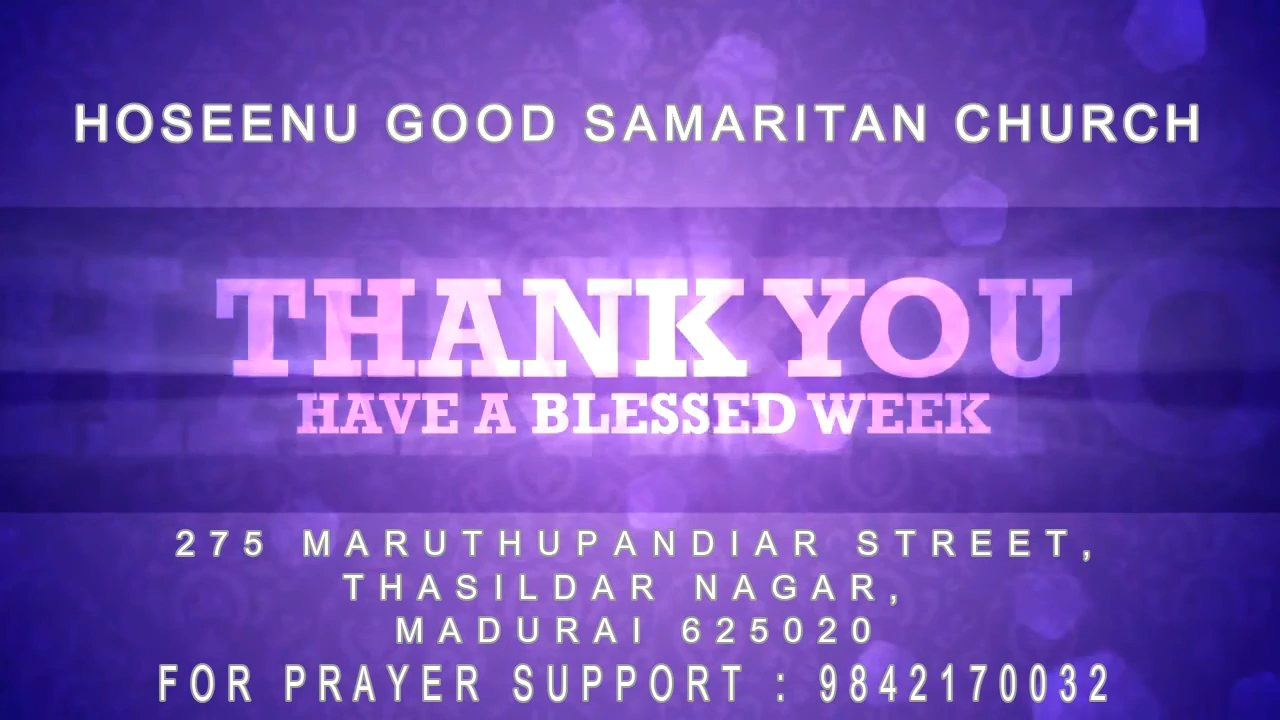 HOSEENU GOOD SAMARITAN CHURCH
THANK YOU
HAVE A BLESSED WEEK
275 MARUTHUPANDIAR STREET,
THASILDAR NAGAR,
MADURAI 625020
FOR PRAYER SUPPORT : 9842170032